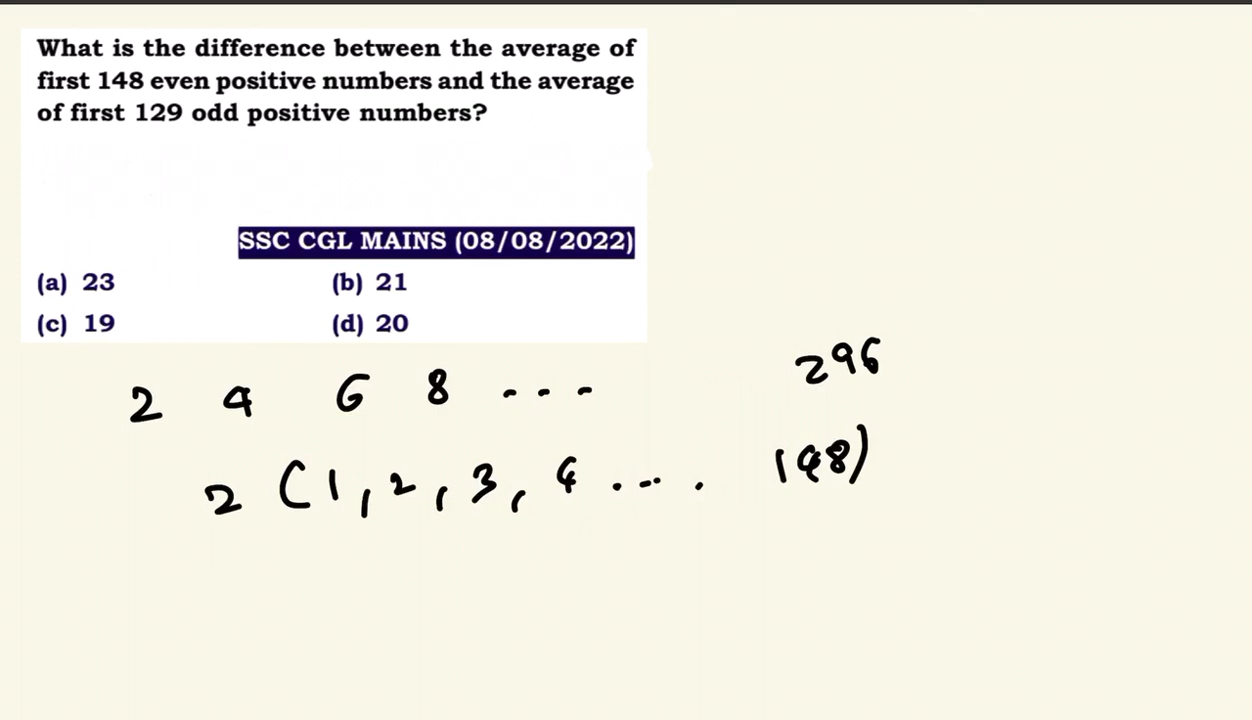 What is the difference between the average of
first 148 even positive numbers and the average
of first 129 odd positive numbers?
SSC CGL MAINS (08/08/2022)
(a) 23 (b) 21
(c) 19 (d) 20
2 4 6 8 --- 296
2 (1, 2, 3, 4 .... 148)